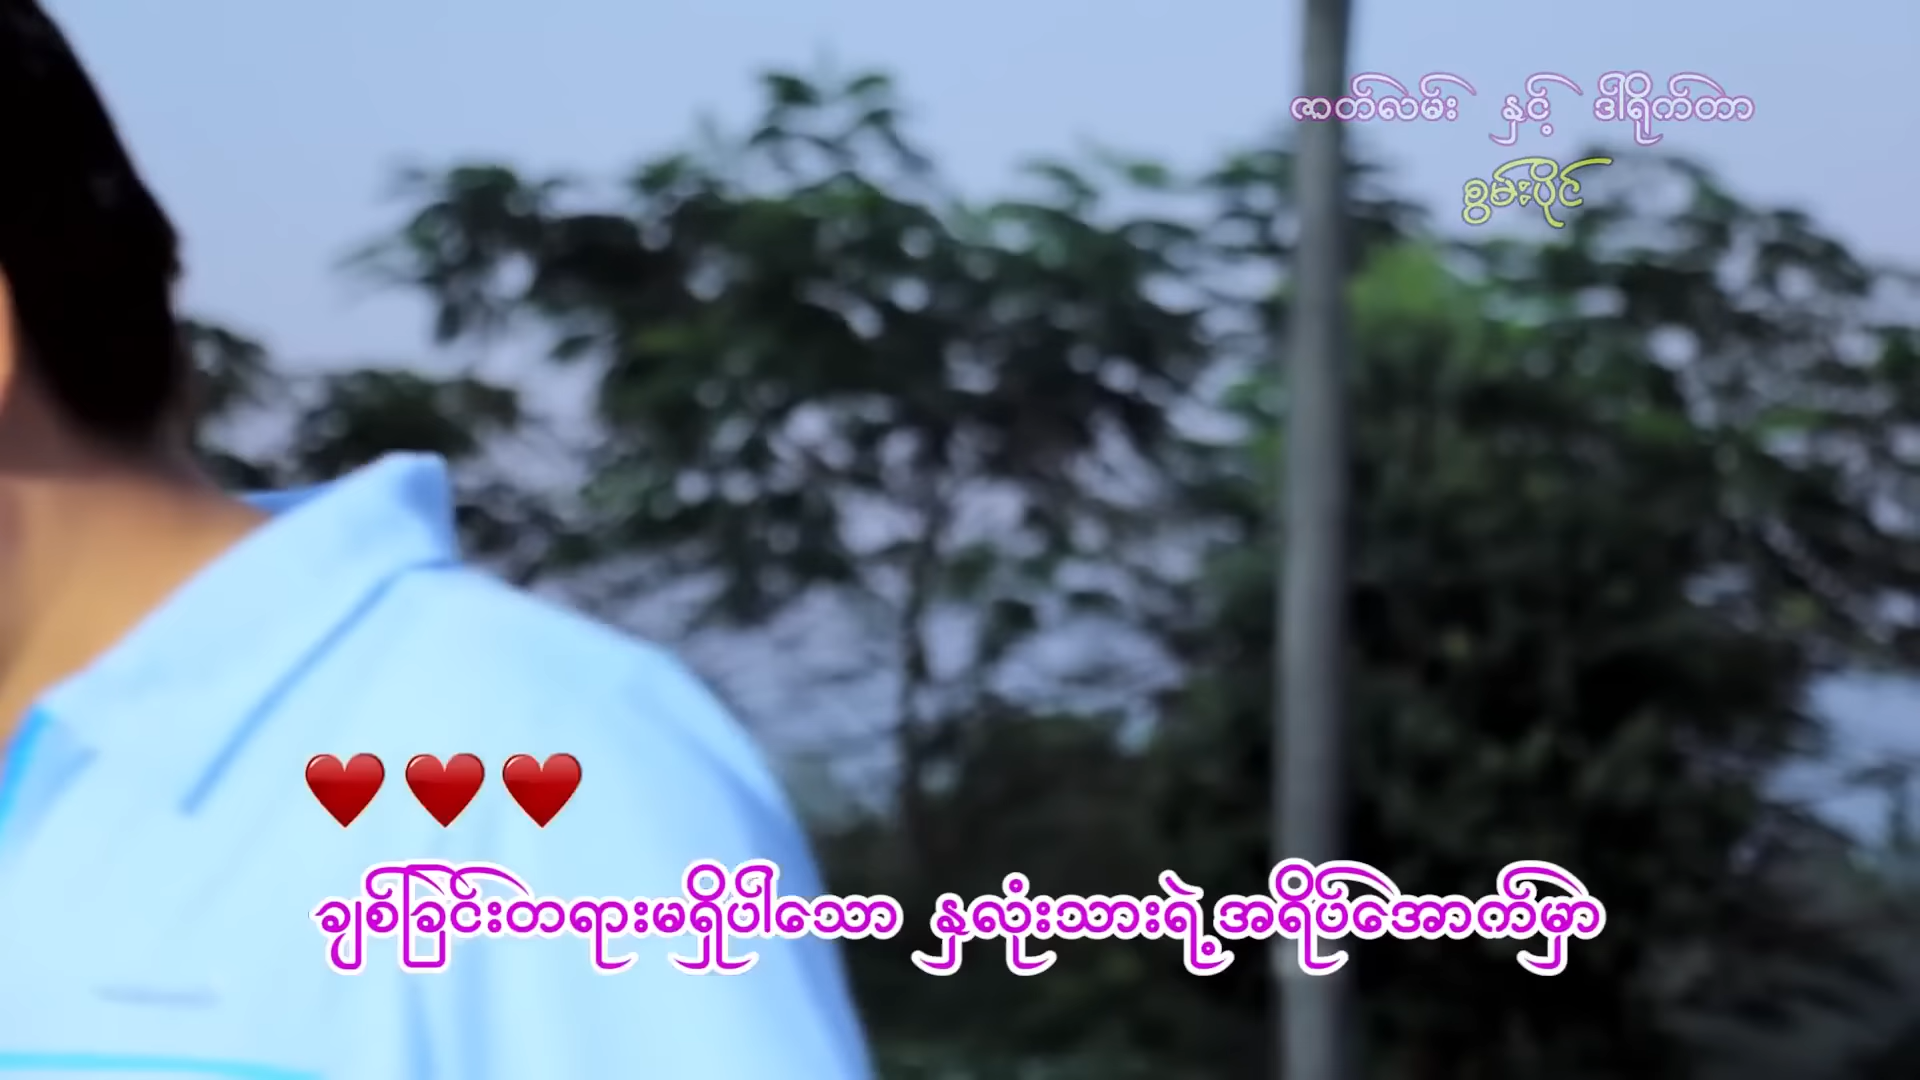 ဇာတ်လမ်း နှင့် ဒါရိုက်တာ
စွမ်းပိုင်
♥♥♥
ချစ်ခြင်းတရားမရှိပါသော နှလုံးသားရဲ့အရိပ်အောက်မှာ